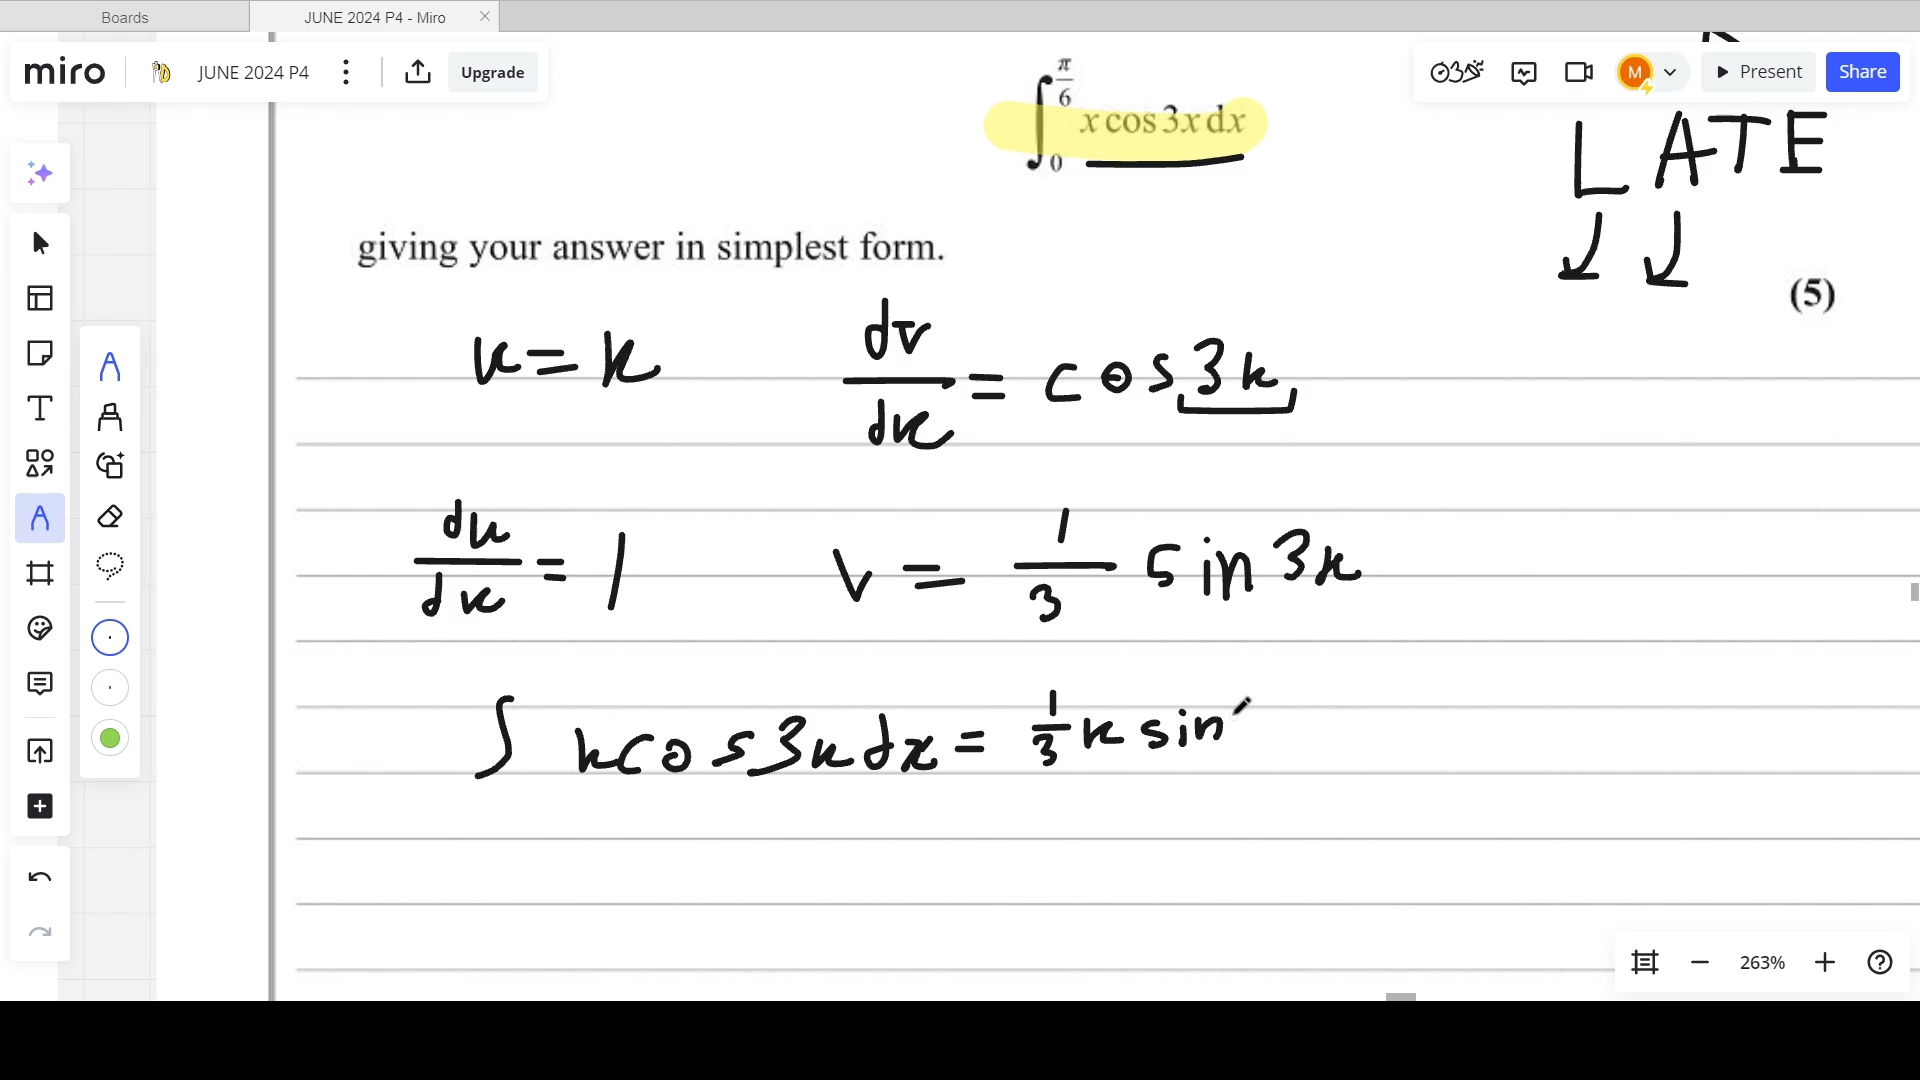 Boards
JUNE 2024 P4 - Miro
miro
JUNE 2024 P4
Upgrade
M
Present
Share
∫₀^(π/6) x cos 3x dx
LATE
giving your answer in simplest form.
(5)
u = x
dv/dx = cos 3x
du/dx = 1
v = 1/3 sin 3x
∫ x cos 3x dx = 1/3 x sin
263%